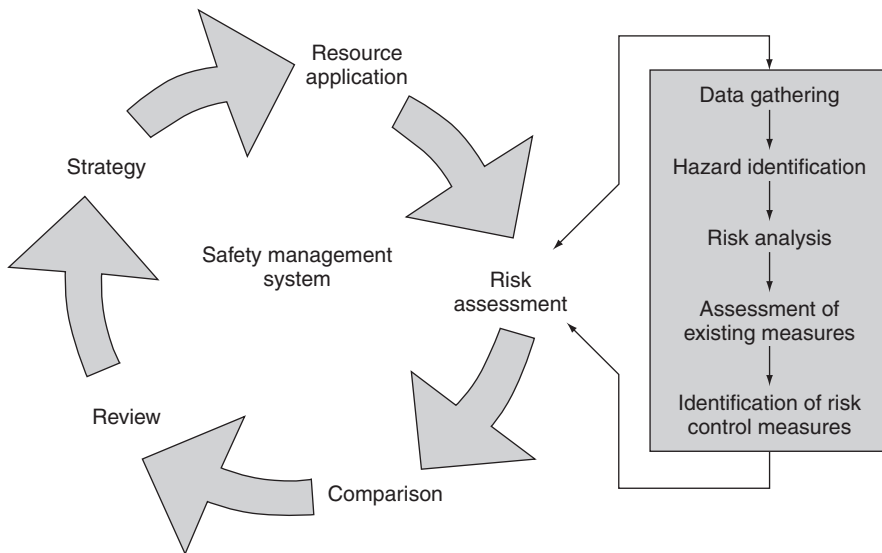 Resource
application
Strategy
Safety management
system
Risk
assessment
Review
Comparison
Data gathering
Hazard identification
Risk analysis
Assessment of
existing measures
Identification of risk
control measures